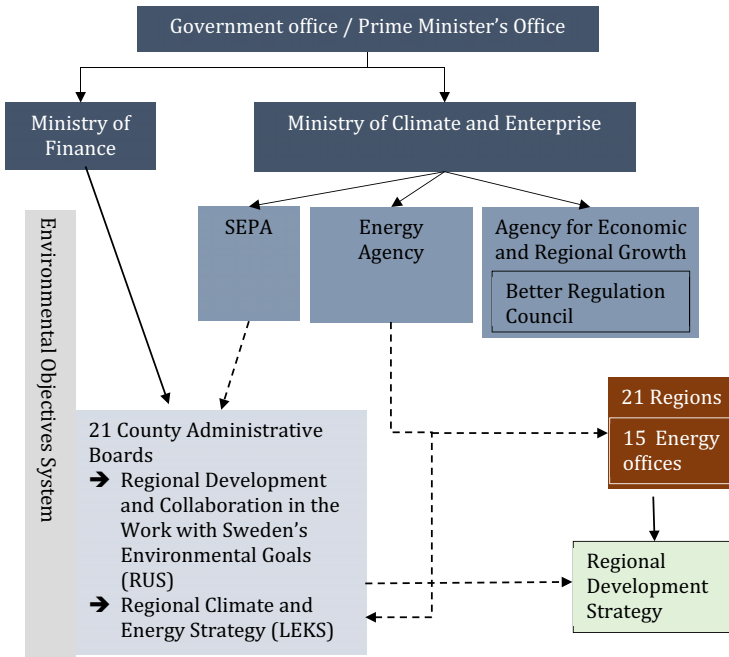 Government office / Prime Minister’s Office
Ministry of
Finance
Ministry of Climate and Enterprise
SEPA
Energy
Agency
Agency for Economic
and Regional Growth
Better Regulation
Council
Environmental Objectives System
21 Regions
15 Energy
offices
21 County Administrative
Boards
➔ Regional Development
and Collaboration in the
Work with Sweden’s
Environmental Goals
(RUS)
➔ Regional Climate and
Energy Strategy (LEKS)
Regional
Development
Strategy